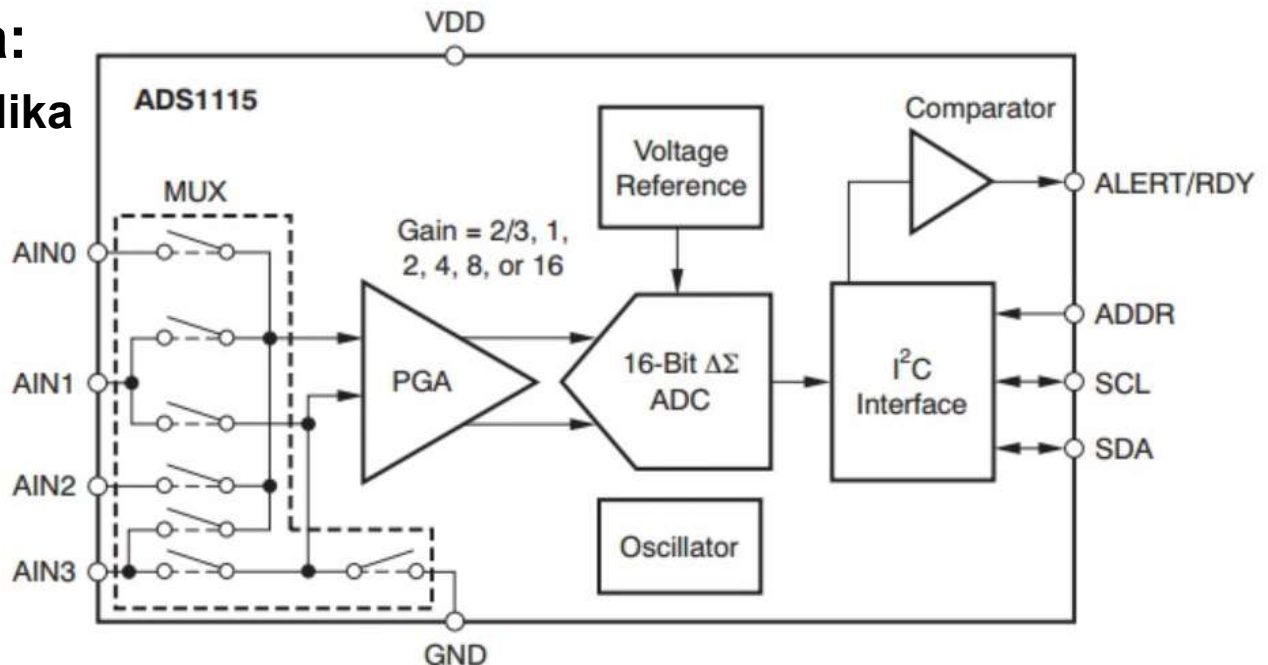 VDD
ADS1115
MUX
AIN0
AIN1
AIN2
AIN3
Gain = 2/3, 1,
2, 4, 8, or 16
PGA
Voltage
Reference
16-Bit ΔΣ
ADC
Oscillator
Comparator
I²C
Interface
ALERT/RDY
ADDR
SCL
SDA
GND